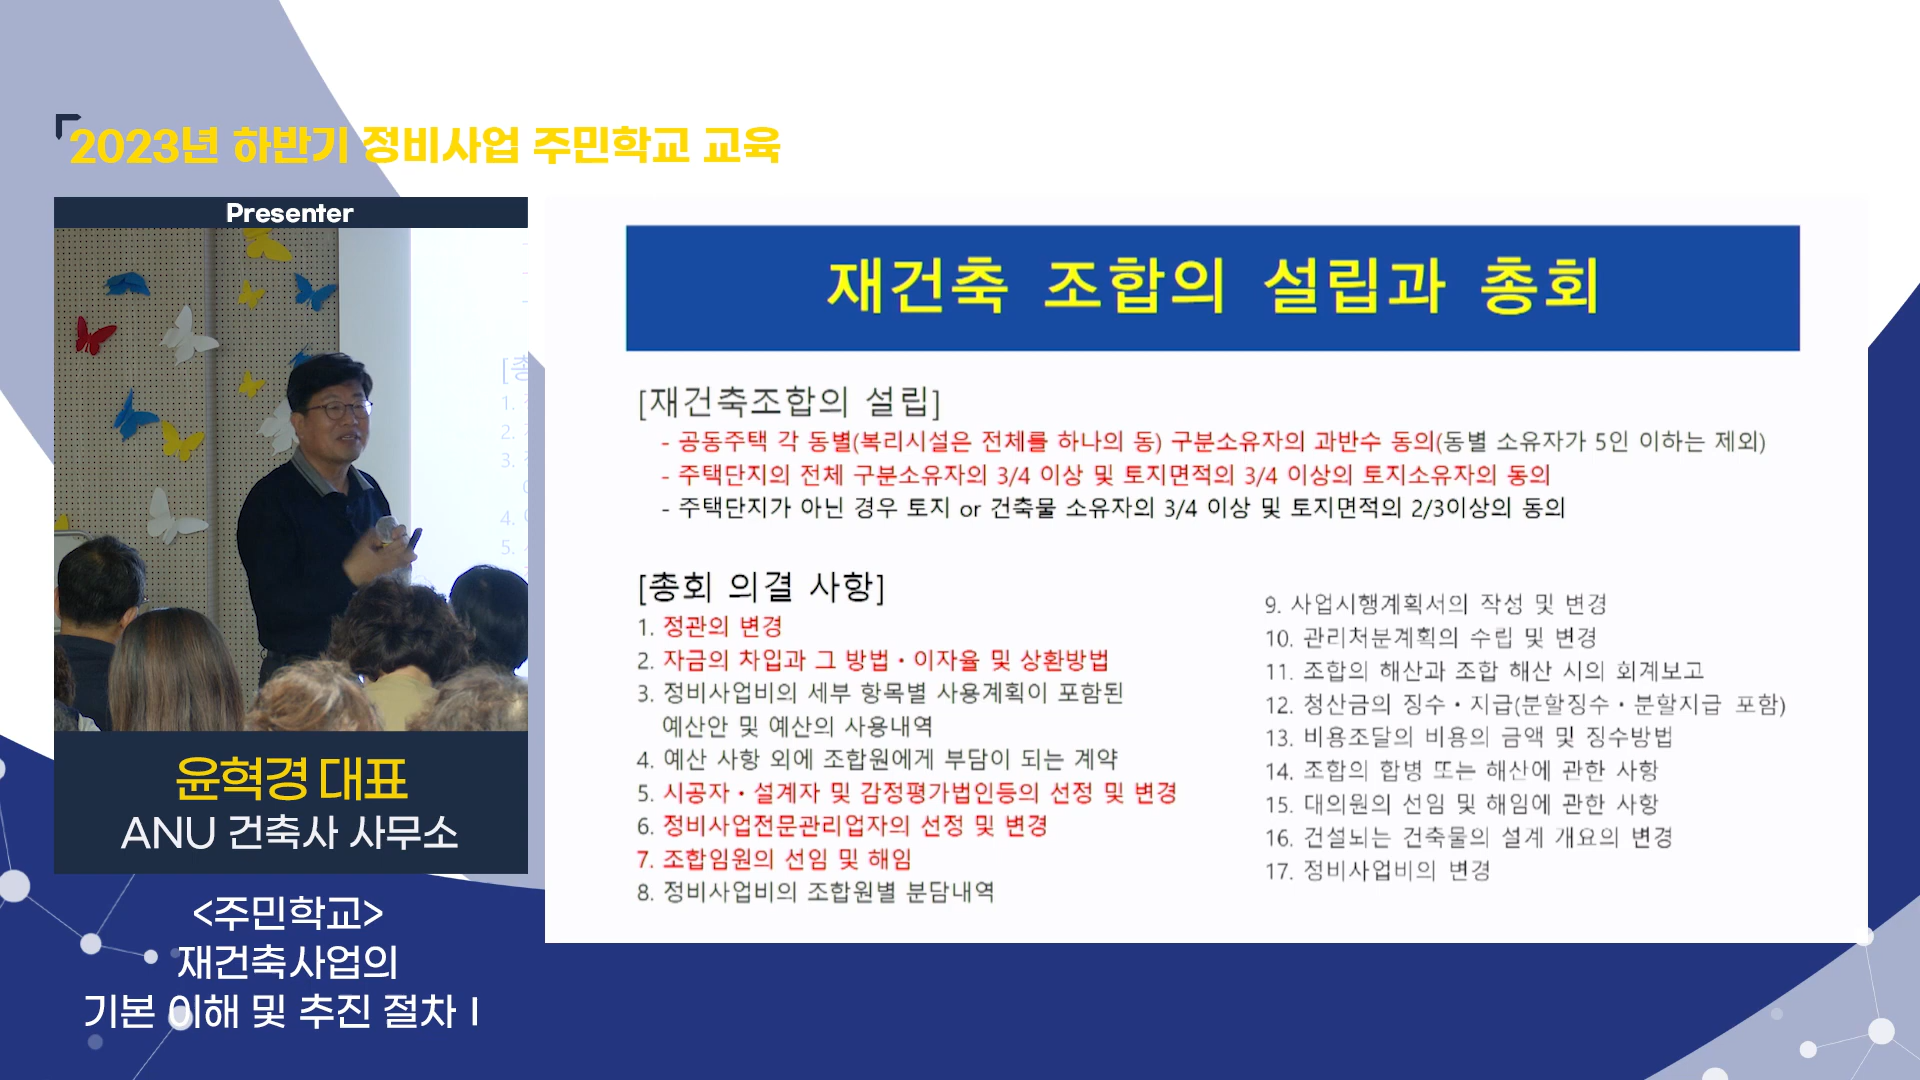 2023년 하반기 정비사업 주민학교 교육
Presenter
[총
1.
2.
3.
4.
5.
윤혁경 대표
ANU 건축사 사무소
<주민학교>
재건축사업의
기본 이해 및 추진 절차 I
재건축 조합의 설립과 총회
[재건축조합의 설립]
- 공동주택 각 동별(복리시설은 전체를 하나의 동) 구분소유자의 과반수 동의(동별 소유자가 5인 이하는 제외)
- 주택단지의 전체 구분소유자의 3/4 이상 및 토지면적의 3/4 이상의 토지소유자의 동의
- 주택단지가 아닌 경우 토지 or 건축물 소유자의 3/4 이상 및 토지면적의 2/3이상의 동의
[총회 의결 사항]
1. 정관의 변경
2. 자금의 차입과 그 방법・이자율 및 상환방법
3. 정비사업비의 세부 항목별 사용계획이 포함된
예산안 및 예산의 사용내역
4. 예산 사항 외에 조합원에게 부담이 되는 계약
5. 시공자・설계자 및 감정평가법인등의 선정 및 변경
6. 정비사업전문관리업자의 선정 및 변경
7. 조합임원의 선임 및 해임
8. 정비사업비의 조합원별 분담내역
9. 사업시행계획서의 작성 및 변경
10. 관리처분계획의 수립 및 변경
11. 조합의 해산과 조합 해산 시의 회계보고
12. 청산금의 징수・지급(분할징수・분할지급 포함)
13. 비용조달의 비용의 금액 및 징수방법
14. 조합의 합병 또는 해산에 관한 사항
15. 대의원의 선임 및 해임에 관한 사항
16. 건설되는 건축물의 설계 개요의 변경
17. 정비사업비의 변경